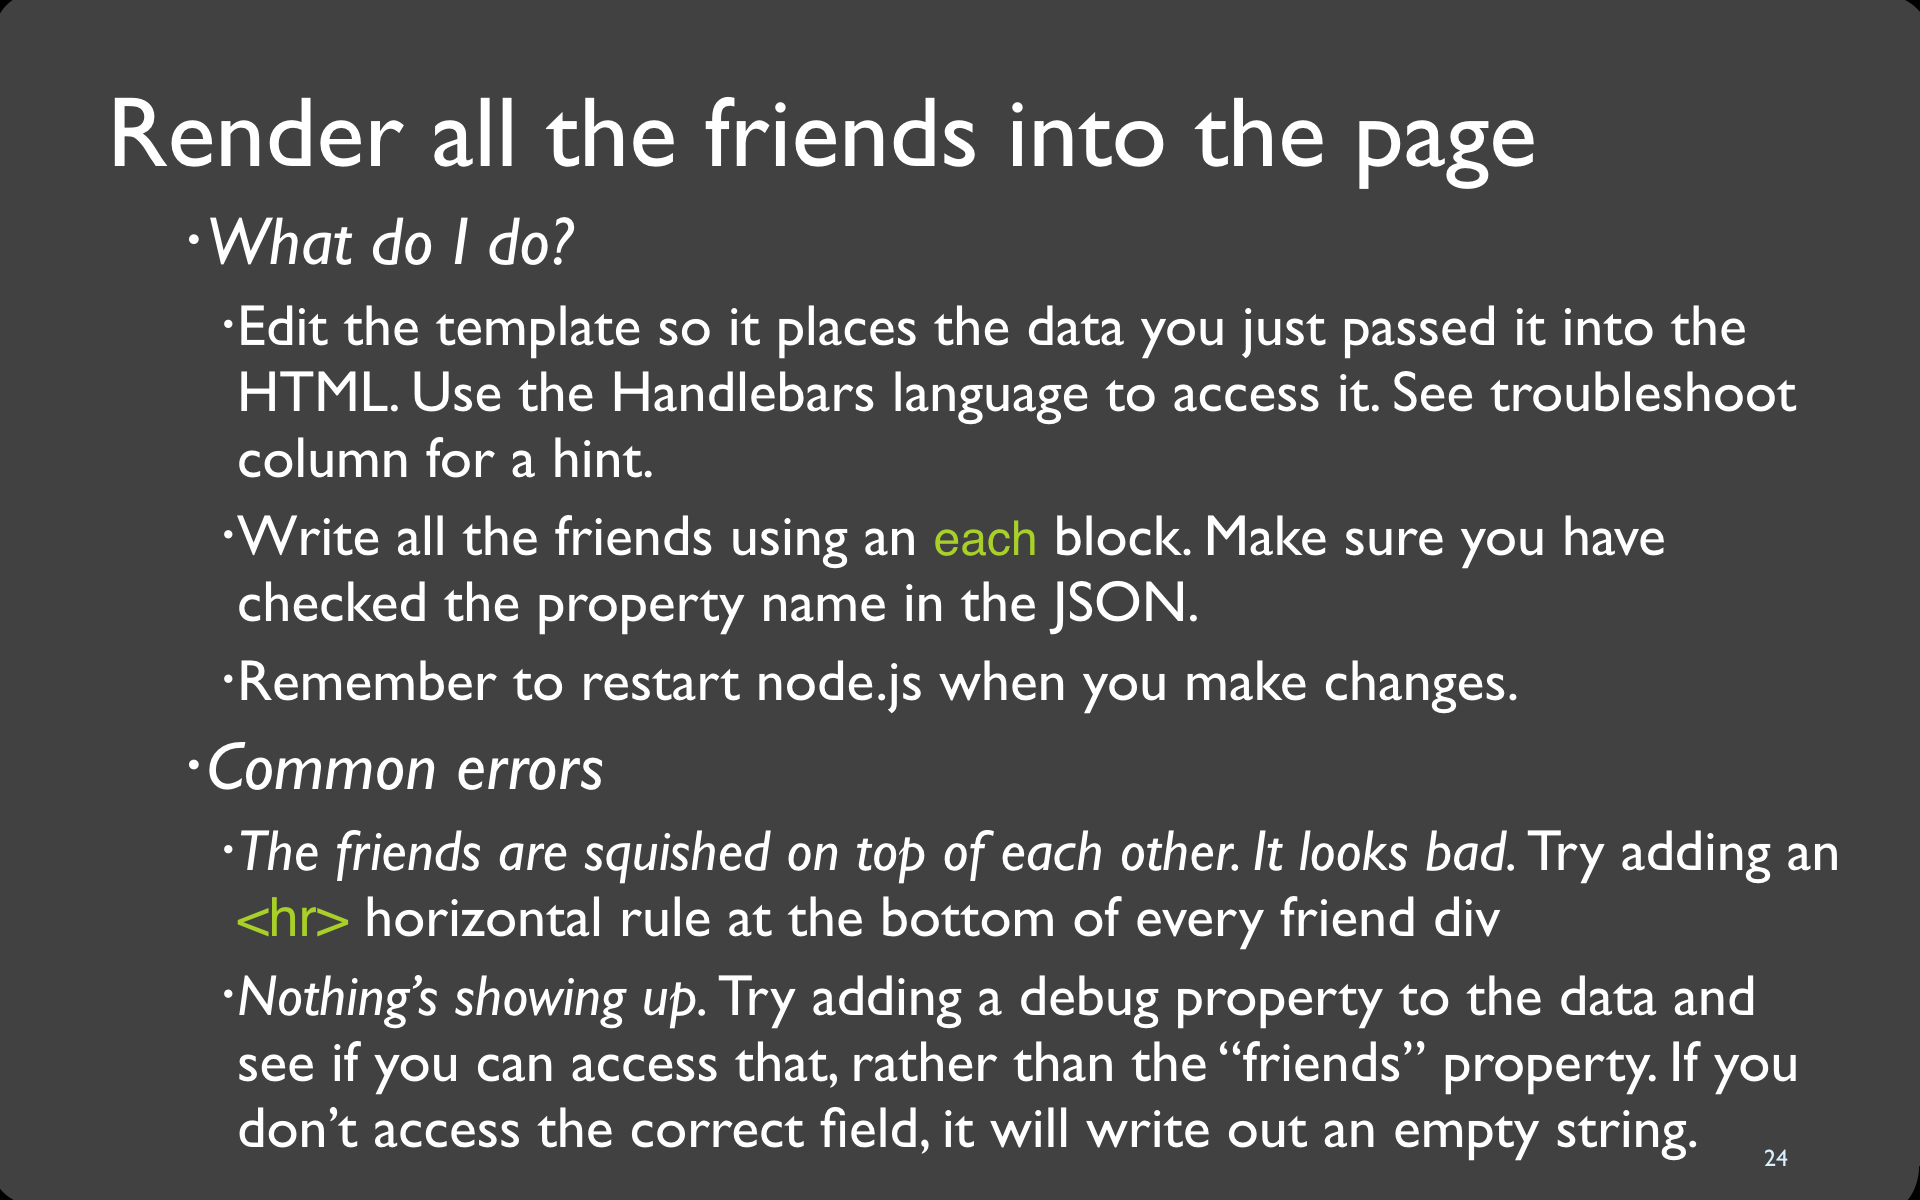 Render all the friends into the page
•What do I do?
•Edit the template so it places the data you just passed it into the
HTML. Use the Handlebars language to access it. See troubleshoot
column for a hint.
•Write all the friends using an each block. Make sure you have
checked the property name in the JSON.
•Remember to restart node.js when you make changes.
•Common errors
•The friends are squished on top of each other. It looks bad. Try adding an
<hr> horizontal rule at the bottom of every friend div
•Nothing’s showing up. Try adding a debug property to the data and
see if you can access that, rather than the “friends” property. If you
don’t access the correct field, it will write out an empty string.
24